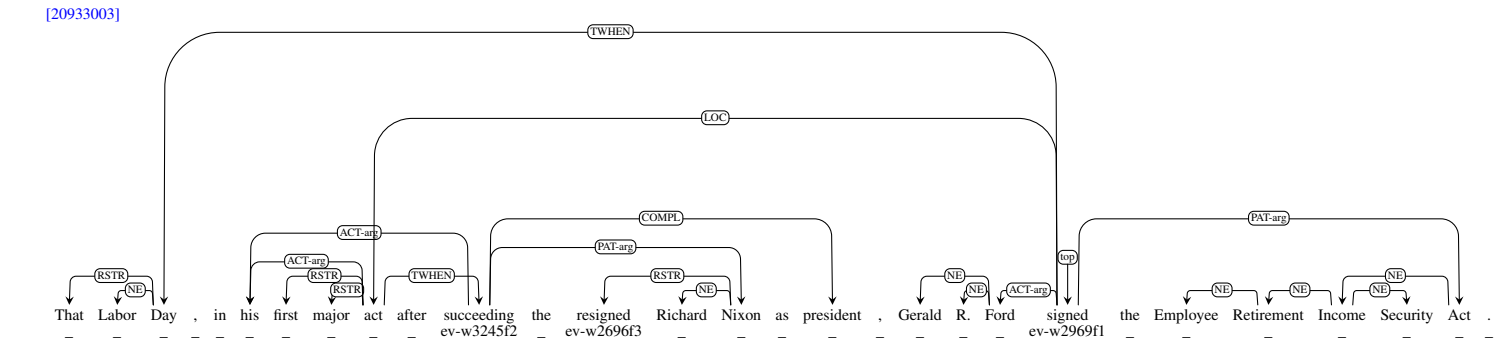 [20933003]
TWHEN
LOC
COMPL PAT-arg
ACT-arg
PAT-arg
ACT-arg top
RSTR RSTR TWHEN RSTR NE NE
NE RSTR NE NE ACT-arg NE NE NE
That Labor Day , in his first major act after succeeding the resigned Richard Nixon as president , Gerald R. Ford signed the Employee Retirement Income Security Act .
ev-w3245f2 ev-w2696f3 ev-w2969f1
_ _ _ _ _ _ _ _ _ _ _ _ _ _ _ _ _ _ _ _ _ _ _ _ _ _